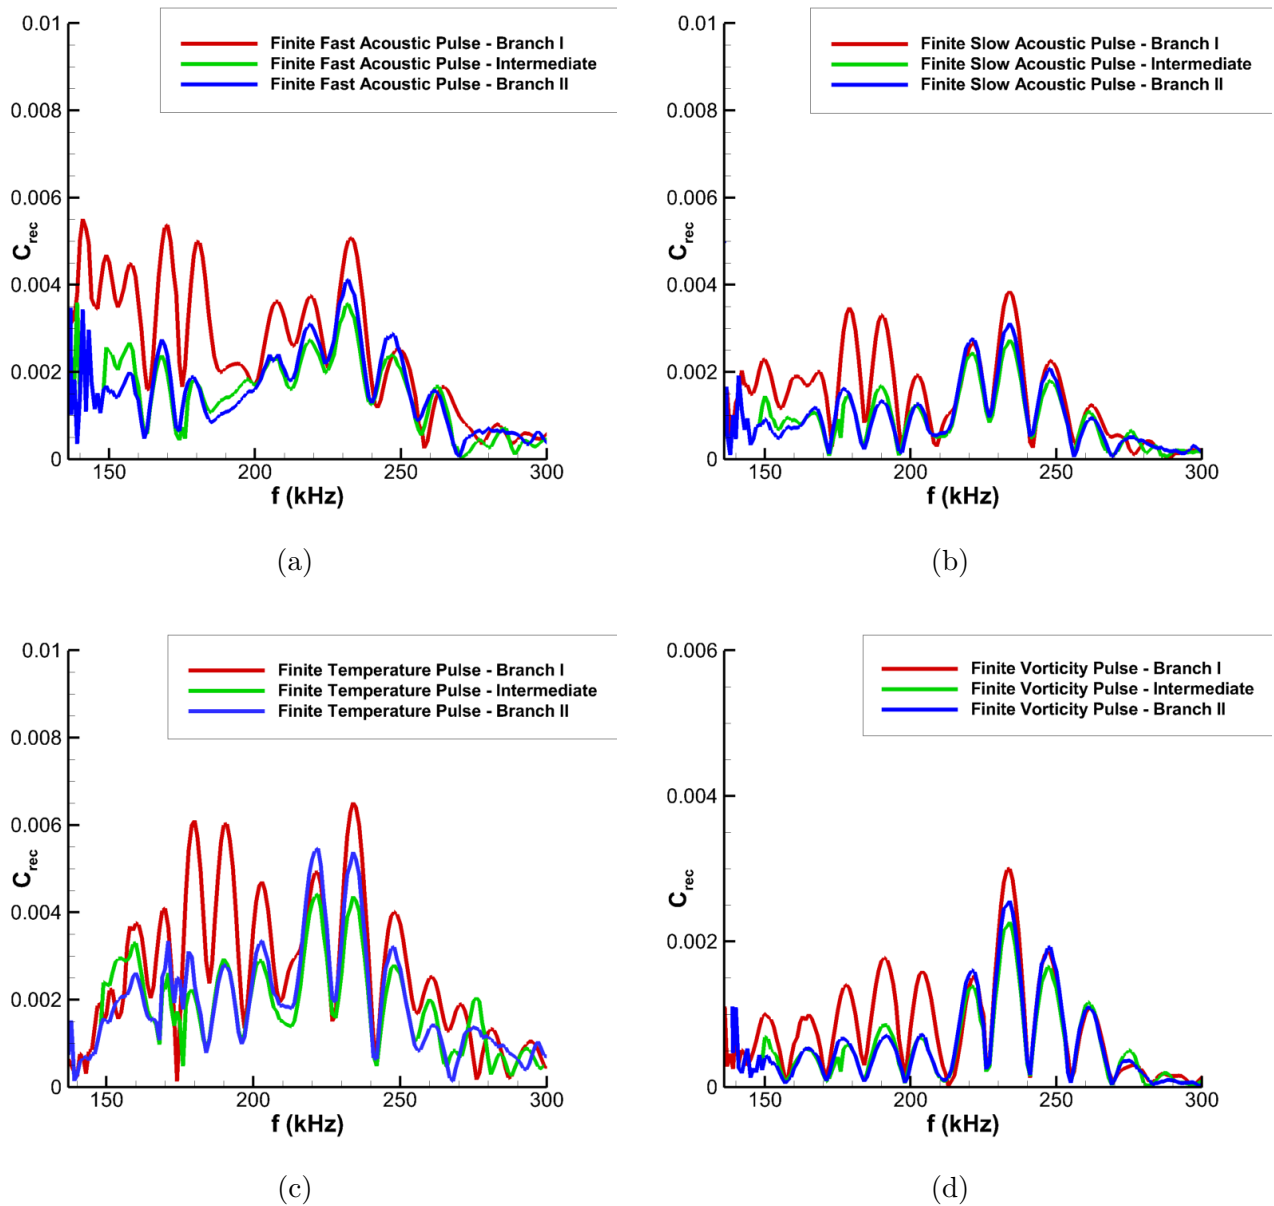 0.01
0.008
0.006
0.004
0.002
0
C_rec
150
200
250
300
f (kHz)
Finite Fast Acoustic Pulse - Branch I
Finite Fast Acoustic Pulse - Intermediate
Finite Fast Acoustic Pulse - Branch II
(a)
0.01
0.008
0.006
0.004
0.002
0
C_rec
150
200
250
300
f (kHz)
Finite Slow Acoustic Pulse - Branch I
Finite Slow Acoustic Pulse - Intermediate
Finite Slow Acoustic Pulse - Branch II
(b)
0.01
0.008
0.006
0.004
0.002
0
C_rec
150
200
250
300
f (kHz)
Finite Temperature Pulse - Branch I
Finite Temperature Pulse - Intermediate
Finite Temperature Pulse - Branch II
(c)
0.006
0.004
0.002
0
C_rec
150
200
250
300
f (kHz)
Finite Vorticity Pulse - Branch I
Finite Vorticity Pulse - Intermediate
Finite Vorticity Pulse - Branch II
(d)